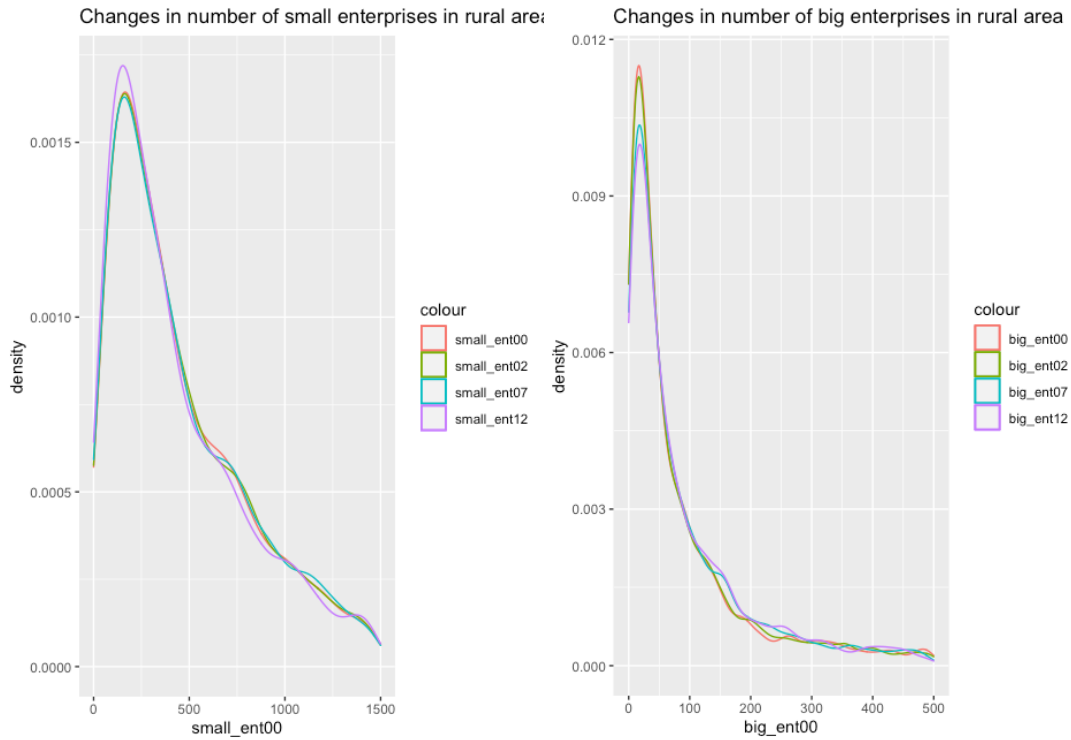 Changes in number of small enterprises in rural area
density
0.0015
0.0010
0.0005
0.0000
0
500
1000
1500
small_ent00
colour
small_ent00
small_ent02
small_ent07
small_ent12
Changes in number of big enterprises in rural area
density
0.012
0.009
0.006
0.003
0.000
0
100
200
300
400
500
big_ent00
colour
big_ent00
big_ent02
big_ent07
big_ent12